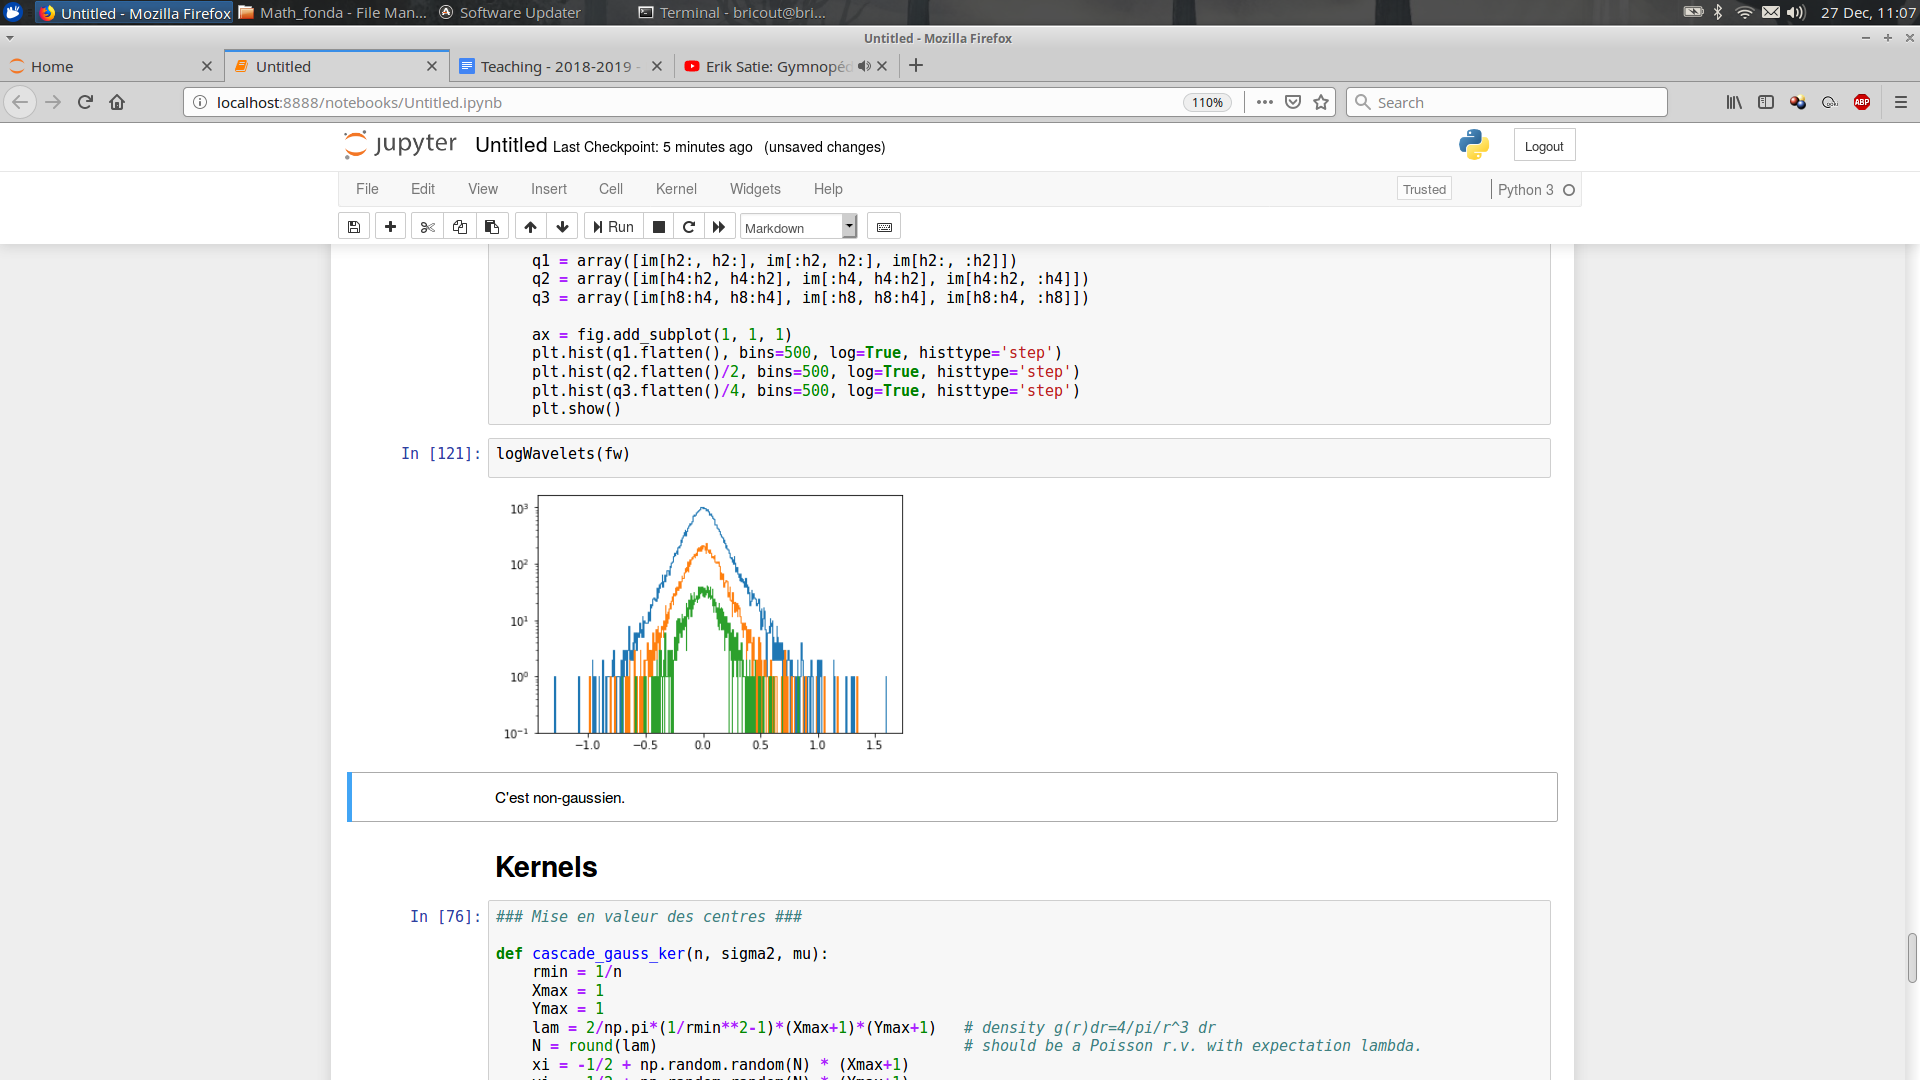 Untitled - Mozilla Firefox
Math_fonda - File Man...
Software Updater
Terminal - bricout@bri...
27 Dec, 11:07
Untitled - Mozilla Firefox
Home
Untitled
Teaching - 2018-2019 -
Erik Satie: Gymnopéd
localhost:8888/notebooks/Untitled.ipynb
110%
Search
ABP
jupyter
Untitled Last Checkpoint: 5 minutes ago (unsaved changes)
Logout
File Edit View Insert Cell Kernel Widgets Help
Trusted
Python 3
Run
Markdown
q1 = array([im[h2:, h2:], im[:h2, h2:], im[h2:, :h2]])
q2 = array([im[h4:h2, h4:h2], im[:h4, h4:h2], im[h4:h2, :h4]])
q3 = array([im[h8:h4, h8:h4], im[:h8, h8:h4], im[h8:h4, :h8]])
ax = fig.add_subplot(1, 1, 1)
plt.hist(q1.flatten(), bins=500, log=True, histtype='step')
plt.hist(q2.flatten()/2, bins=500, log=True, histtype='step')
plt.hist(q3.flatten()/4, bins=500, log=True, histtype='step')
plt.show()
In [121]: logWavelets(fw)
10³
10²
10¹
10⁰
10⁻¹
−1.0 −0.5 0.0 0.5 1.0 1.5
C'est non-gaussien.
Kernels
In [76]: ### Mise en valeur des centres ###
def cascade_gauss_ker(n, sigma2, mu):
rmin = 1/n
Xmax = 1
Ymax = 1
lam = 2/np.pi*(1/rmin**2-1)*(Xmax+1)*(Ymax+1) # density g(r)dr=4/pi/r^3 dr
N = round(lam) # should be a Poisson r.v. with expectation lambda.
xi = -1/2 + np.random.random(N) * (Xmax+1)